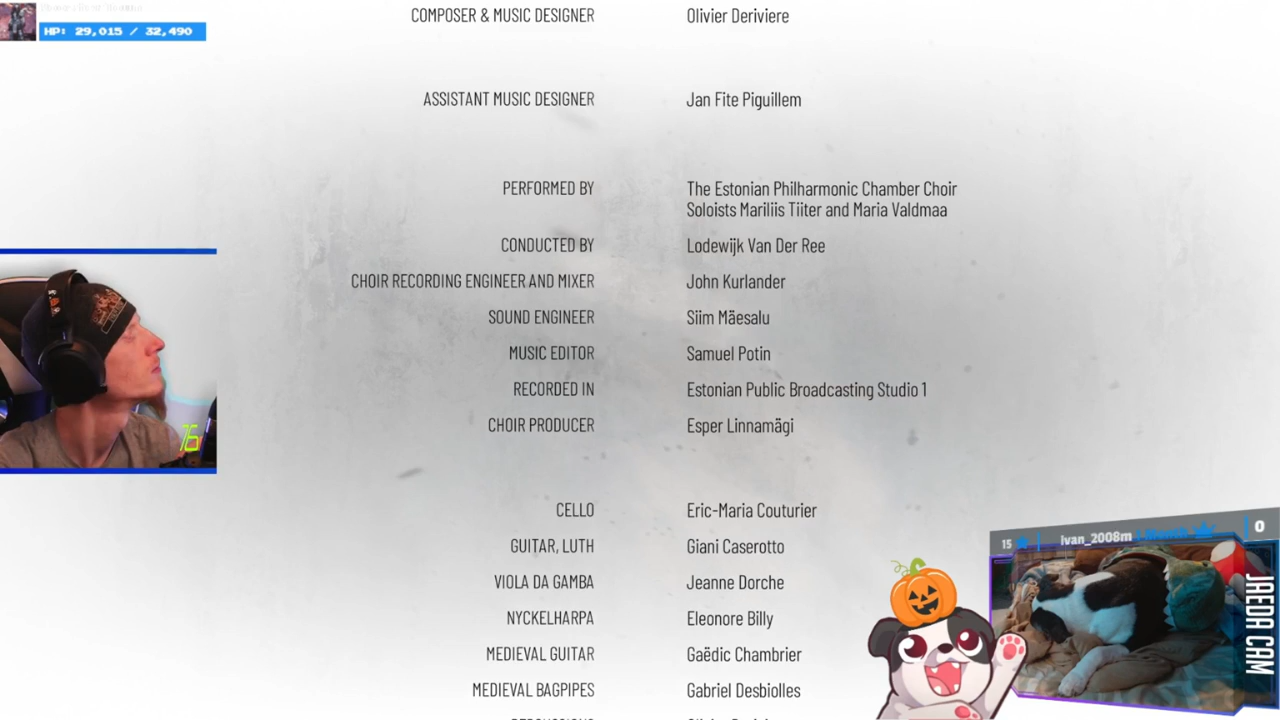 HP: 29,015 / 32,490
COMPOSER & MUSIC DESIGNER Olivier Deriviere
ASSISTANT MUSIC DESIGNER Jan Fite Piguillem
PERFORMED BY The Estonian Philharmonic Chamber Choir
Soloists Mariliis Tiiter and Maria Valdmaa
CONDUCTED BY Lodewijk Van Der Ree
CHOIR RECORDING ENGINEER AND MIXER John Kurlander
SOUND ENGINEER Siim Mäesalu
MUSIC EDITOR Samuel Potin
RECORDED IN Estonian Public Broadcasting Studio 1
CHOIR PRODUCER Esper Linnamägi
CELLO Eric-Maria Couturier
GUITAR, LUTH Giani Caserotto
VIOLA DA GAMBA Jeanne Dorche
NYCKELHARPA Eleonore Billy
MEDIEVAL GUITAR Gaëdic Chambrier
MEDIEVAL BAGPIPES Gabriel Desbiolles
76
15 ivan_2008m 0
JAEDA CAM